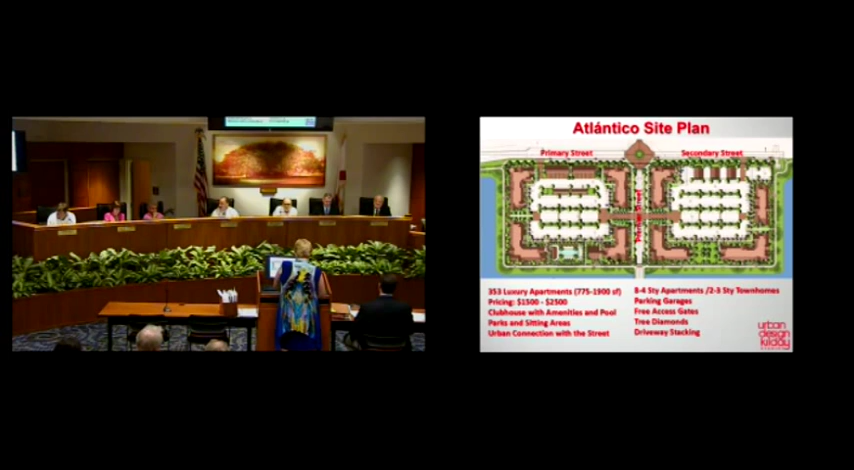 Atlántico Site Plan
Primary Street
Secondary Street
353 Luxury Apartments (775-1900 sf)
Pricing: $1500 - $2500
Clubhouse with Amenities and Pool
Parks and Sitting Areas
Urban Connection with the Street
8-4 Sty Apartments /2-3 Sty Townhomes
Parking Garages
Free Access Gates
Tree Diamonds
Driveway Stacking
urban
design
kilday